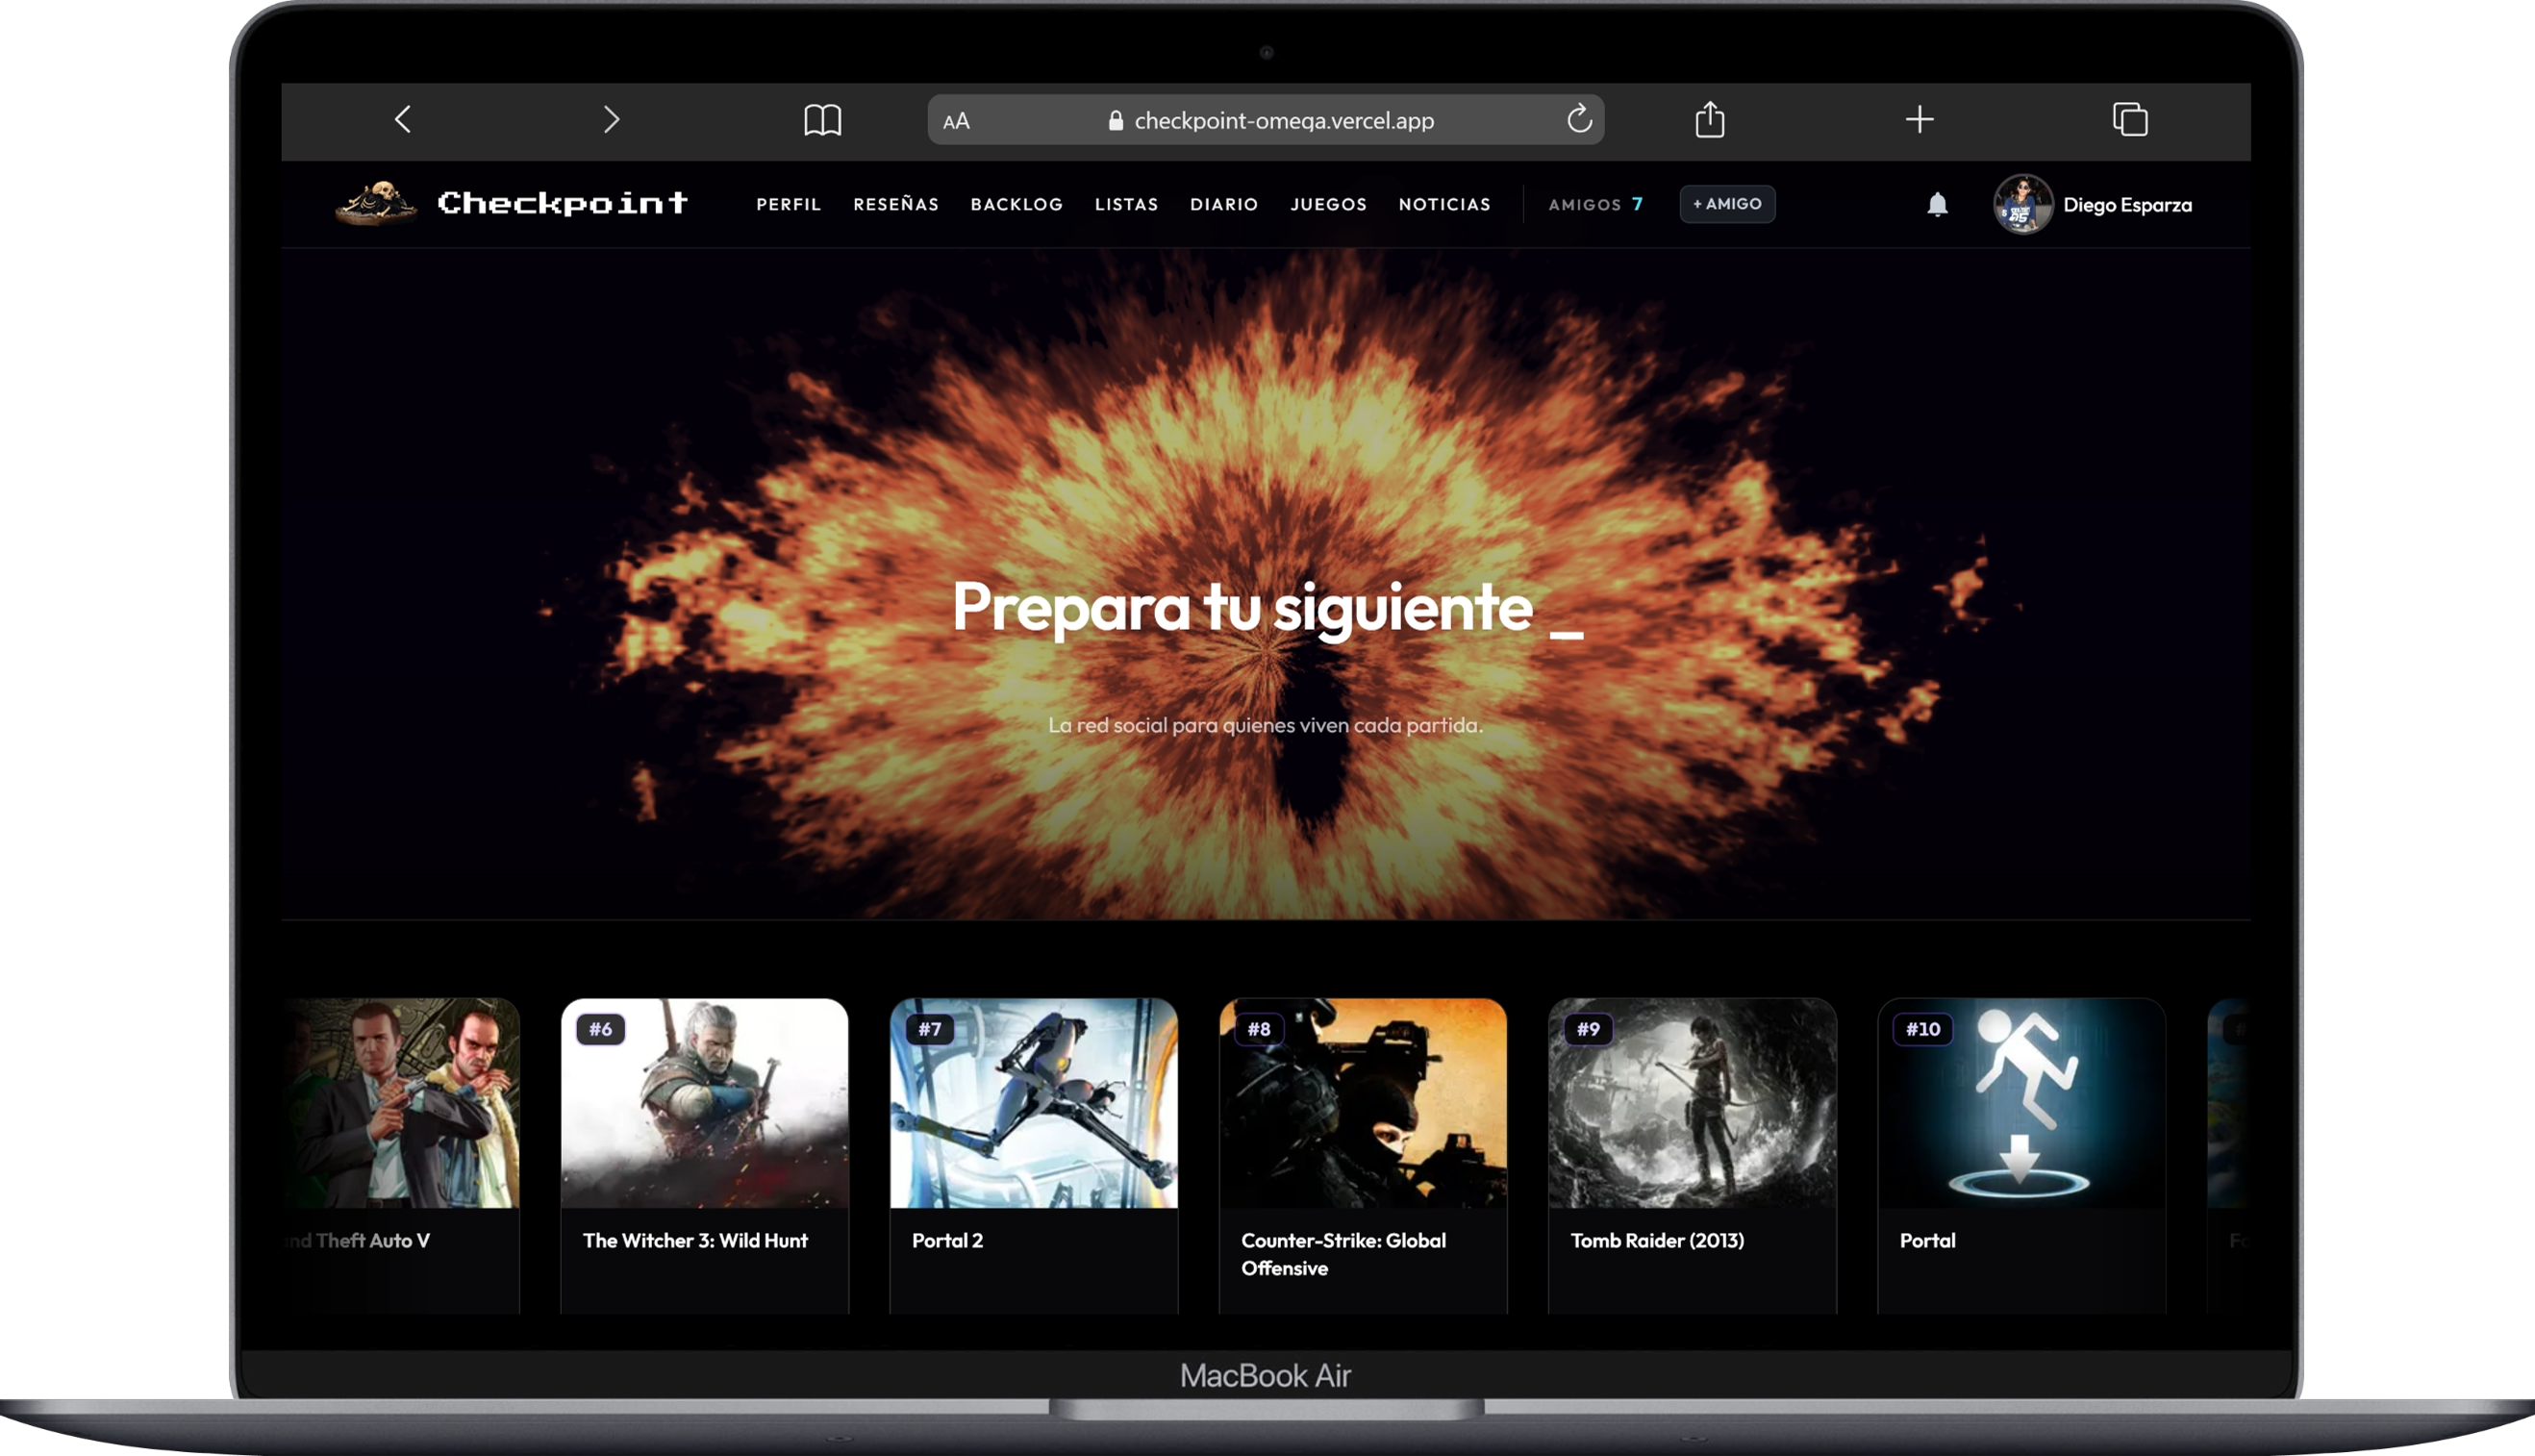 AA checkpoint-omega.vercel.app
Checkpoint PERFIL RESEÑAS BACKLOG LISTAS DIARIO JUEGOS NOTICIAS AMIGOS 7 + AMIGO Diego Esparza
Prepara tu siguiente _
La red social para quienes viven cada partida.
#6 #7 #8 #9 #10
nd Theft Auto V
The Witcher 3: Wild Hunt
Portal 2
Counter-Strike: Global
Offensive
Tomb Raider (2013)
Portal
MacBook Air